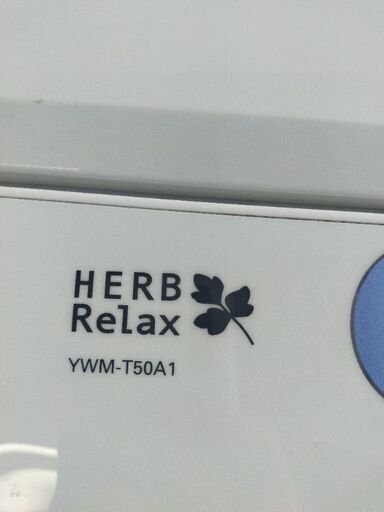 HERB
Relax
YWM-T50A1